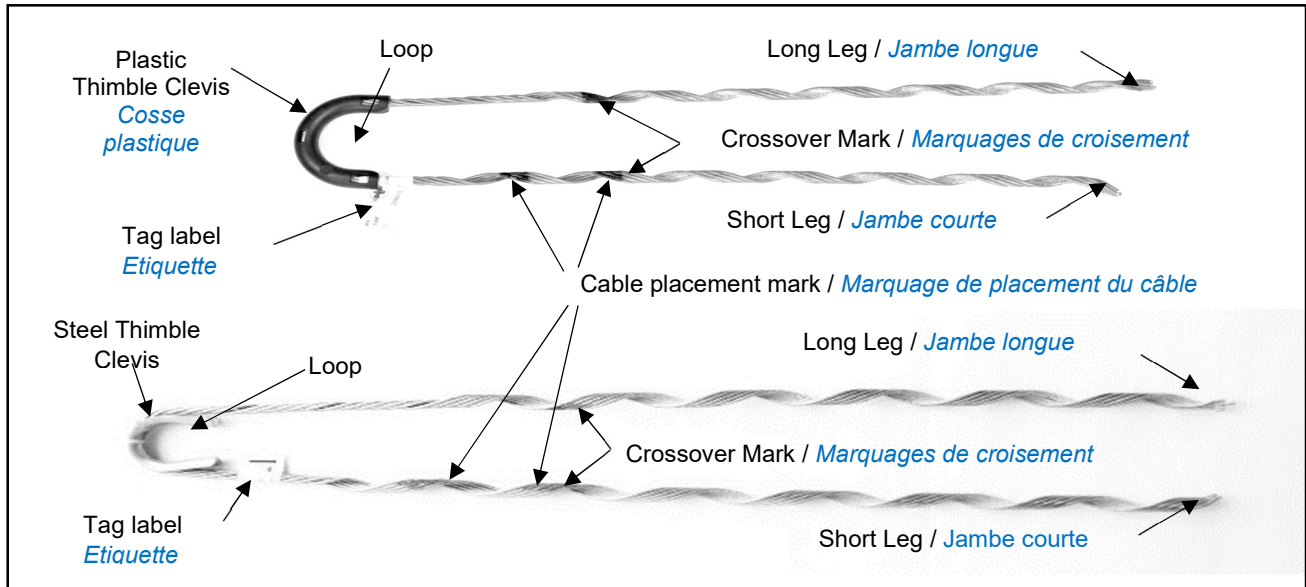 Plastic
Thimble Clevis
Cosse
plastique
Loop
Long Leg / Jambe longue
Crossover Mark / Marquages de croisement
Short Leg / Jambe courte
Tag label
Etiquette
Cable placement mark / Marquage de placement du câble
Steel Thimble
Clevis
Loop
Long Leg / Jambe longue
Crossover Mark / Marquages de croisement
Tag label
Etiquette
Short Leg / Jambe courte